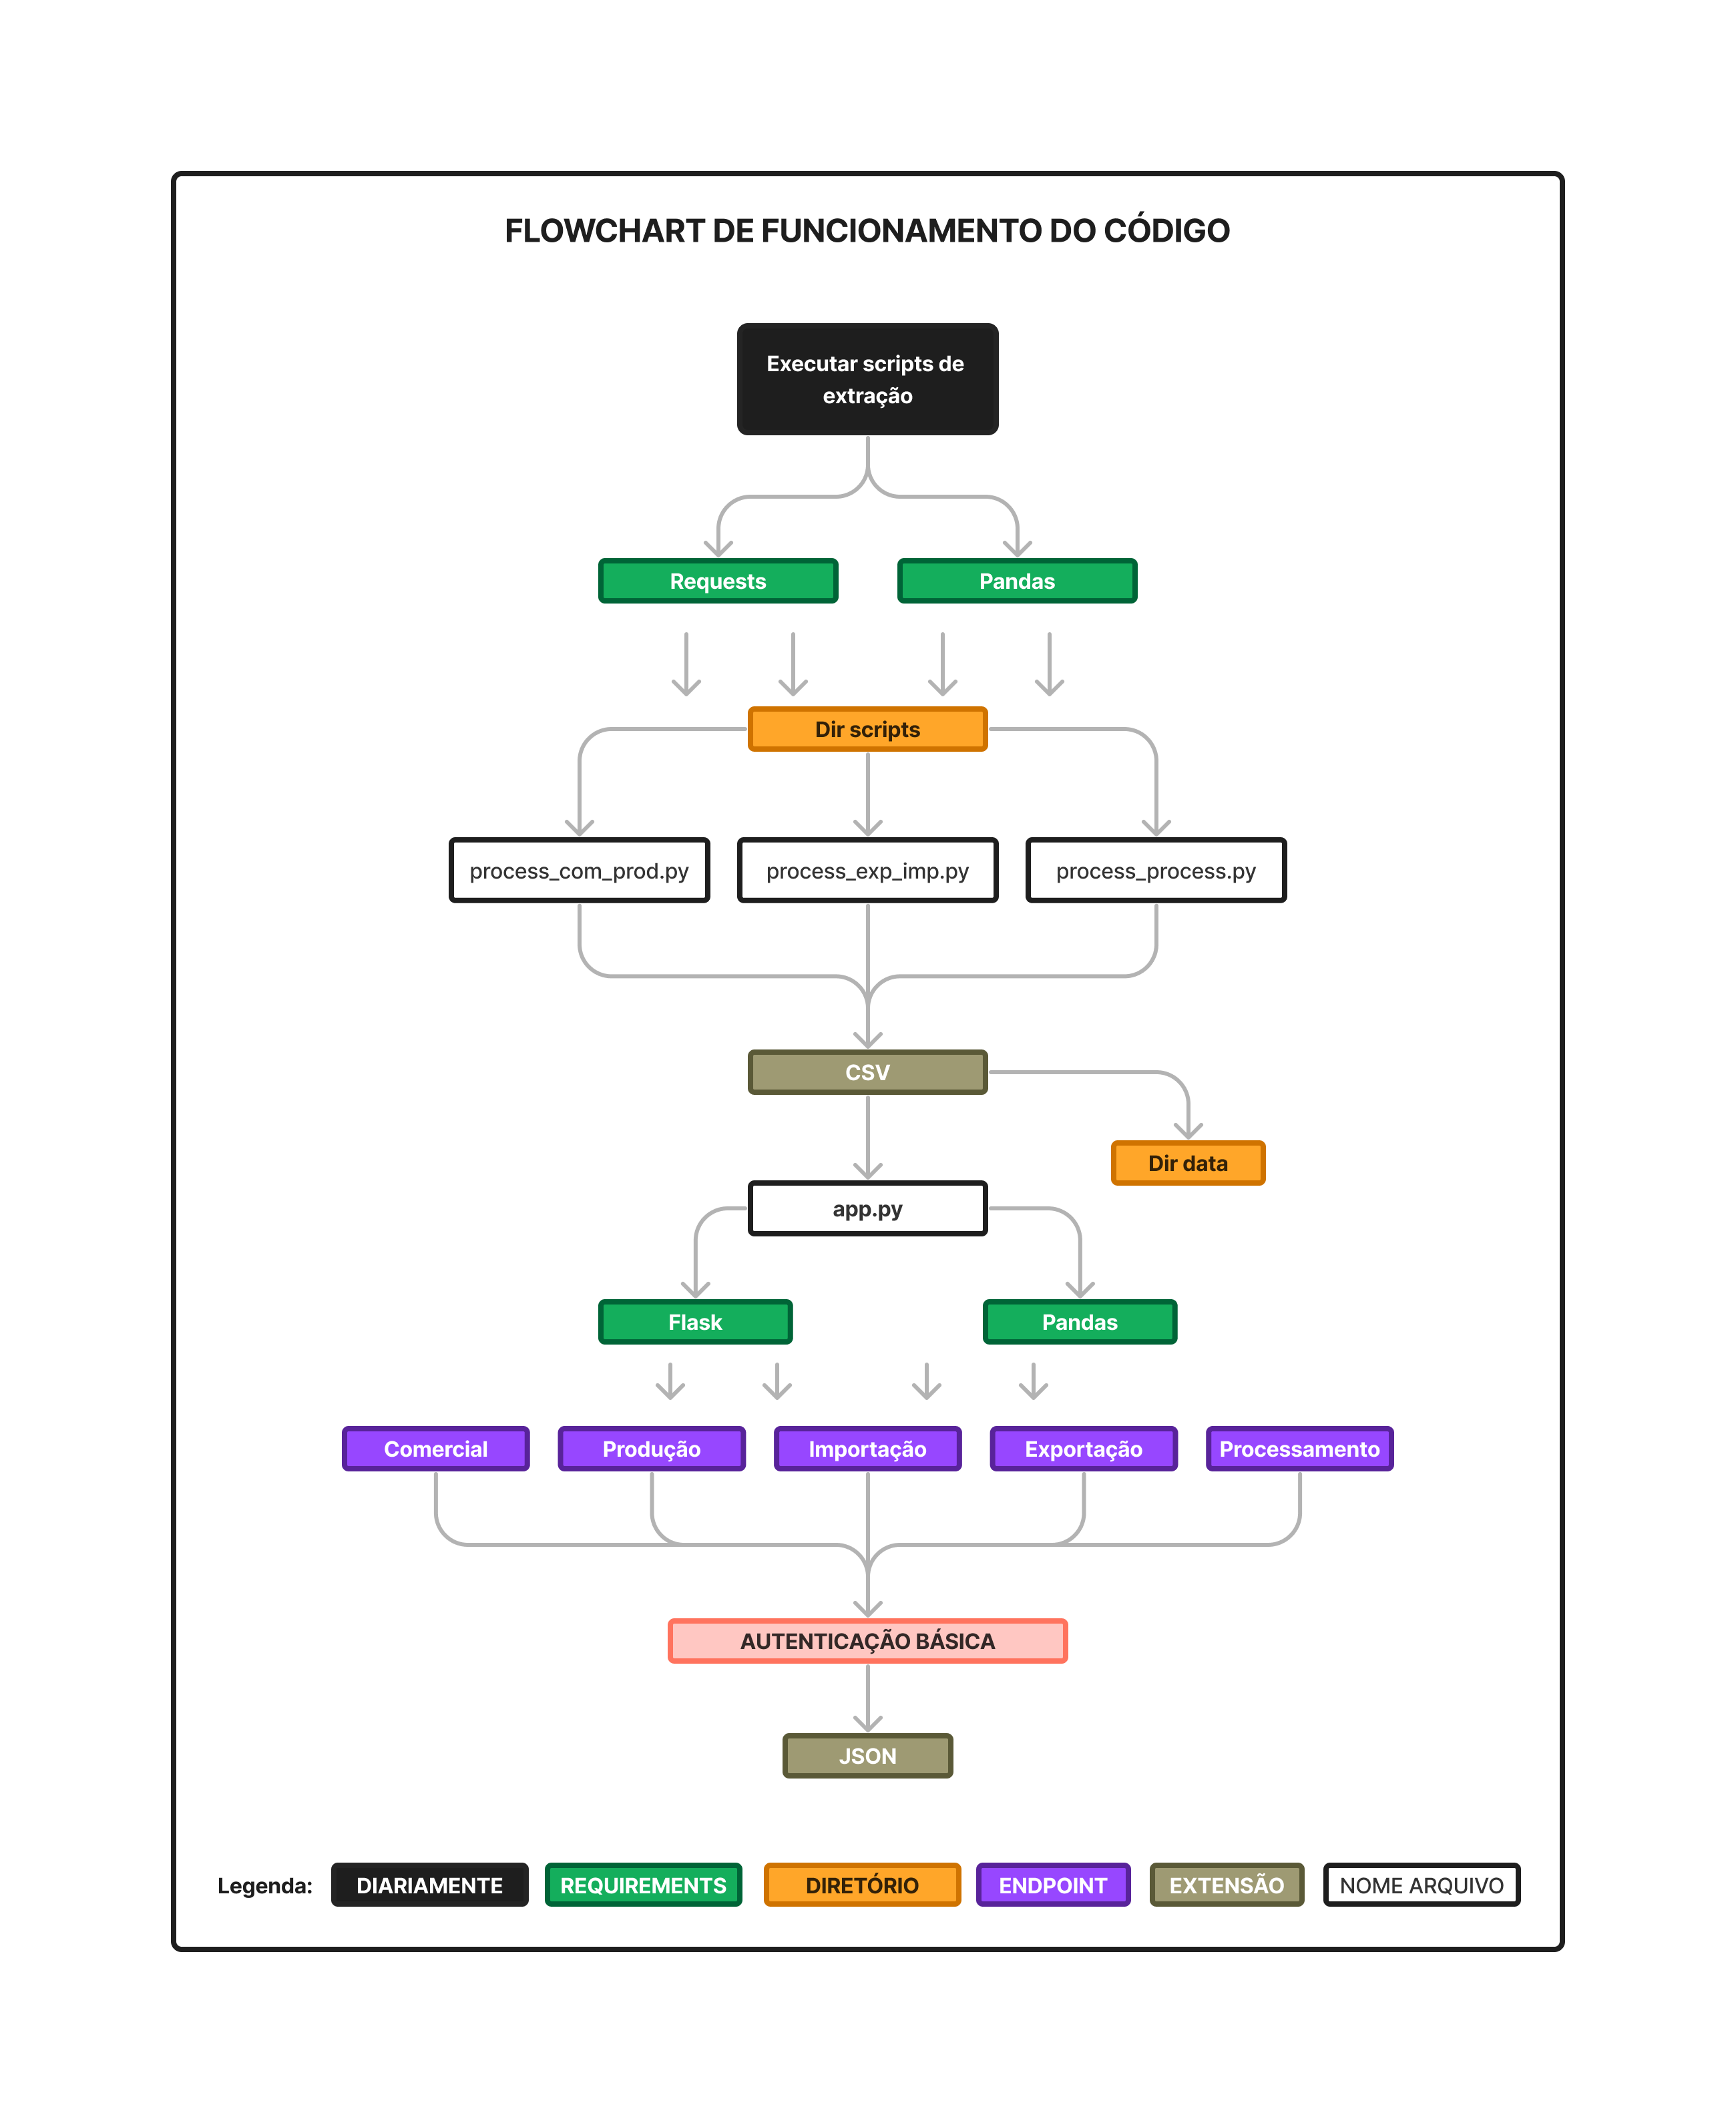 FLOWCHART DE FUNCIONAMENTO DO CÓDIGO
Executar scripts de
extração
Requests
Pandas
Dir scripts
process_com_prod.py
process_exp_imp.py
process_process.py
CSV
Dir data
app.py
Flask
Pandas
Comercial
Produção
Importação
Exportação
Processamento
AUTENTICAÇÃO BÁSICA
JSON
Legenda:
DIARIAMENTE
REQUIREMENTS
DIRETÓRIO
ENDPOINT
EXTENSÃO
NOME ARQUIVO